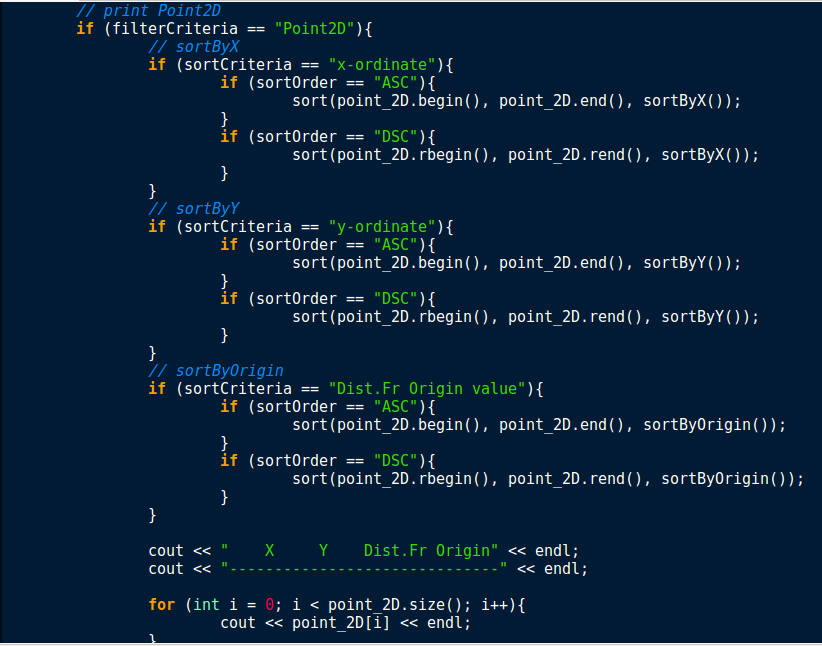 // print Point2D
if (filterCriteria == "Point2D"){
// sortByX
if (sortCriteria == "x-ordinate"){
if (sortOrder == "ASC"){
sort(point_2D.begin(), point_2D.end(), sortByX());
}
if (sortOrder == "DSC"){
sort(point_2D.rbegin(), point_2D.rend(), sortByX());
}
}
// sortByY
if (sortCriteria == "y-ordinate"){
if (sortOrder == "ASC"){
sort(point_2D.begin(), point_2D.end(), sortByY());
}
if (sortOrder == "DSC"){
sort(point_2D.rbegin(), point_2D.rend(), sortByY());
}
}
// sortByOrigin
if (sortCriteria == "Dist.Fr Origin value"){
if (sortOrder == "ASC"){
sort(point_2D.begin(), point_2D.end(), sortByOrigin());
}
if (sortOrder == "DSC"){
sort(point_2D.rbegin(), point_2D.rend(), sortByOrigin());
}
}
cout << "    X     Y    Dist.Fr Origin" << endl;
cout << "------------------------------" << endl;
for (int i = 0; i < point_2D.size(); i++){
cout << point_2D[i] << endl;
}